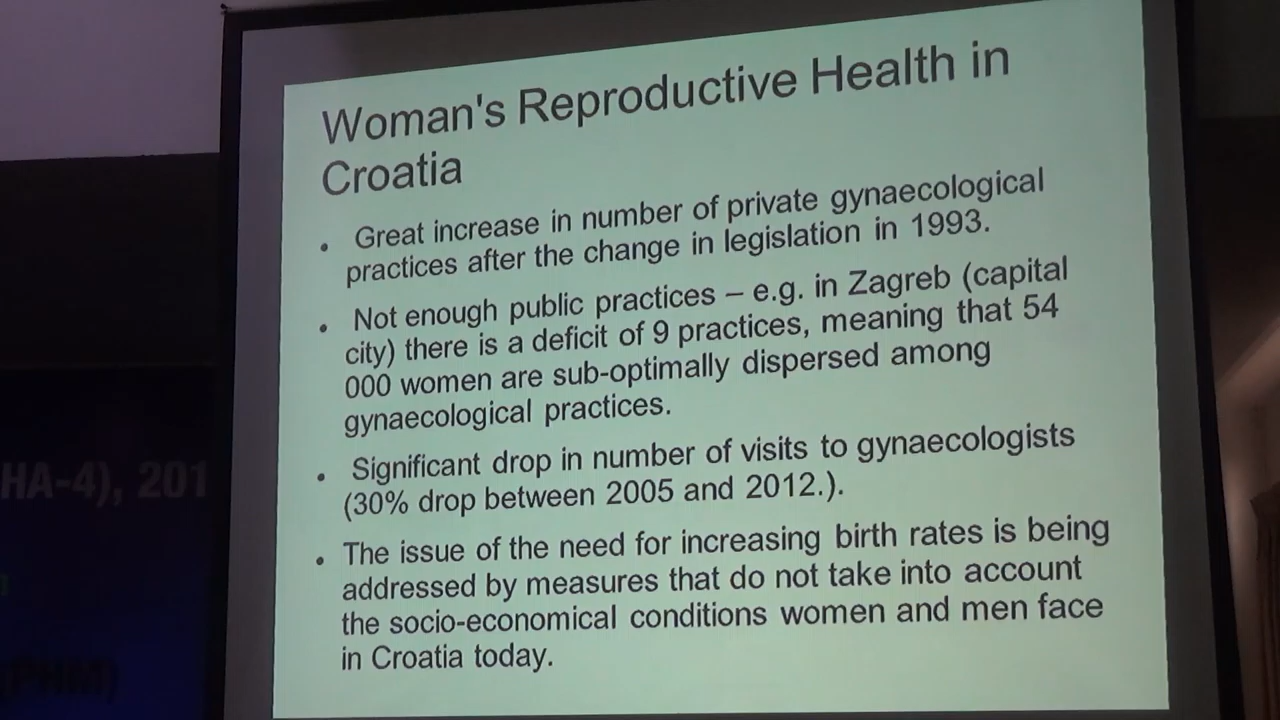 Woman's Reproductive Health in
Croatia
• Great increase in number of private gynaecological
practices after the change in legislation in 1993.
• Not enough public practices – e.g. in Zagreb (capital
city) there is a deficit of 9 practices, meaning that 54
000 women are sub-optimally dispersed among
gynaecological practices.
• Significant drop in number of visits to gynaecologists
(30% drop between 2005 and 2012.).
• The issue of the need for increasing birth rates is being
addressed by measures that do not take into account
the socio-economical conditions women and men face
in Croatia today.
HA-4), 201
(PHM)